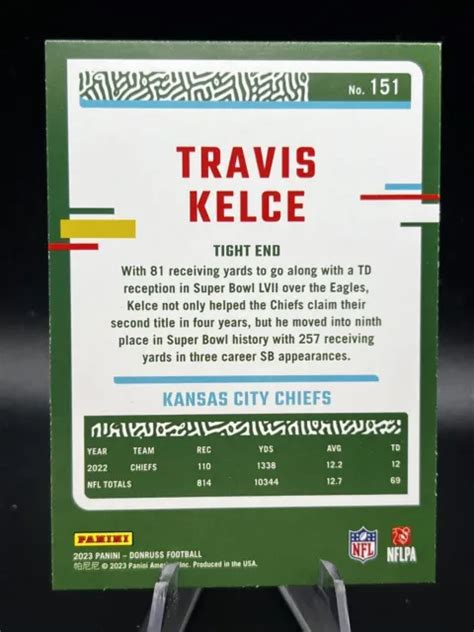 No. 151
TRAVIS
KELCE
TIGHT END
With 81 receiving yards to go along with a TD
reception in Super Bowl LVII over the Eagles,
Kelce not only helped the Chiefs claim their
second title in four years, but he moved into ninth
place in Super Bowl history with 257 receiving
yards in three career SB appearances.
KANSAS CITY CHIEFS
YEAR TEAM REC YDS AVG TD
2022 CHIEFS 110 1338 12.2 12
NFL TOTALS 814 10344 12.7 69
PANINI
2023 PANINI – DONRUSS FOOTBALL
帕尼尼 © 2023 Panini America, Inc. Produced in the USA.
NFL
NFLPA